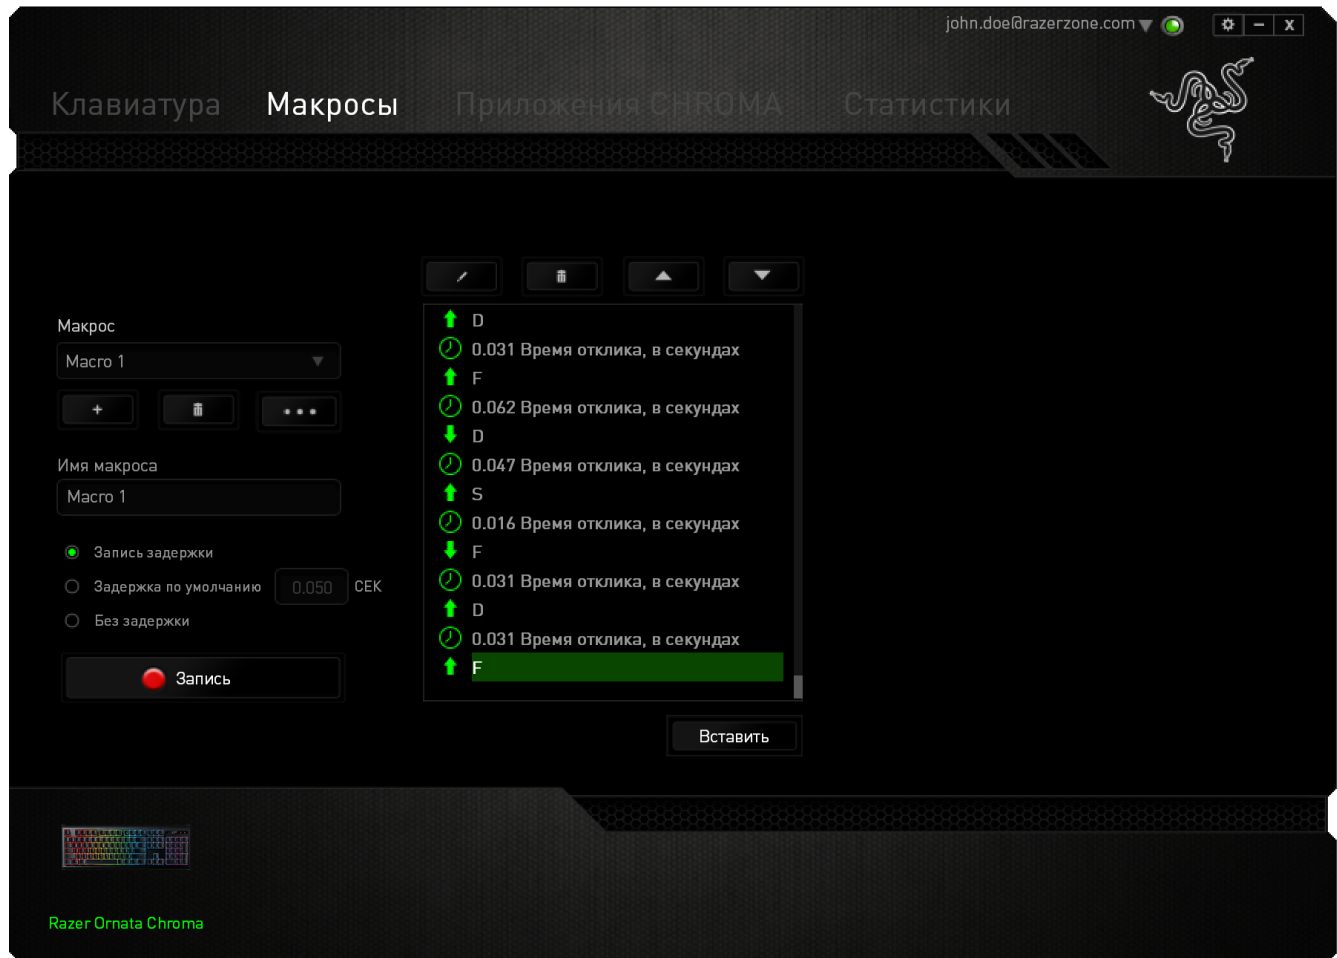 john.doe@razerzone.com
Клавиатура Макросы Приложения CHROMA Статистики
Макрос
Macro 1
Имя макроса
Macro 1
Запись задержки
Задержка по умолчанию 0.050 СЕК
Без задержки
Запись
D
0.031 Время отклика, в секундах
F
0.062 Время отклика, в секундах
D
0.047 Время отклика, в секундах
S
0.016 Время отклика, в секундах
F
0.031 Время отклика, в секундах
D
0.031 Время отклика, в секундах
F
Вставить
Razer Ornata Chroma